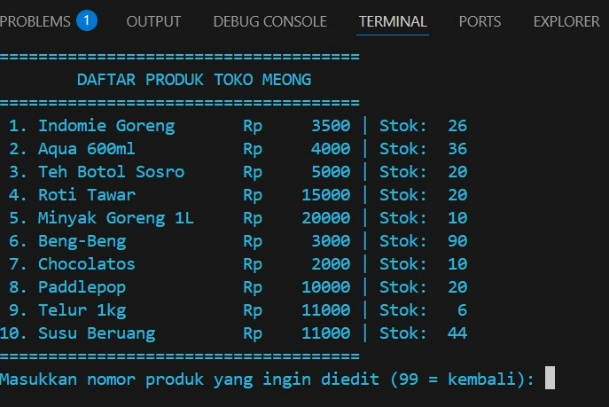 PROBLEMS 1 OUTPUT DEBUG CONSOLE TERMINAL PORTS EXPLORER
=====================================
DAFTAR PRODUK TOKO MEONG
=====================================
1. Indomie Goreng Rp 3500 | Stok: 26
2. Aqua 600ml Rp 4000 | Stok: 36
3. Teh Botol Sosro Rp 5000 | Stok: 20
4. Roti Tawar Rp 15000 | Stok: 20
5. Minyak Goreng 1L Rp 20000 | Stok: 10
6. Beng-Beng Rp 3000 | Stok: 90
7. Chocolatos Rp 2000 | Stok: 10
8. Paddlepop Rp 10000 | Stok: 20
9. Telur 1kg Rp 11000 | Stok: 6
10. Susu Beruang Rp 11000 | Stok: 44
=====================================
Masukkan nomor produk yang ingin diedit (99 = kembali):